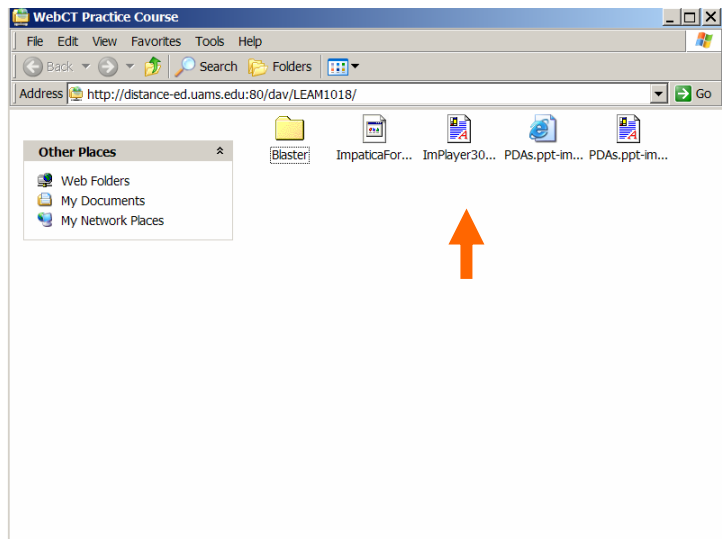 WebCT Practice Course
File Edit View Favorites Tools Help
Back Search Folders
Address http://distance-ed.uams.edu:80/dav/LEAM1018/ Go
Other Places
Web Folders
My Documents
My Network Places
Blaster ImpaticaFor... ImPlayer30... PDAs.ppt-im... PDAs.ppt-im...